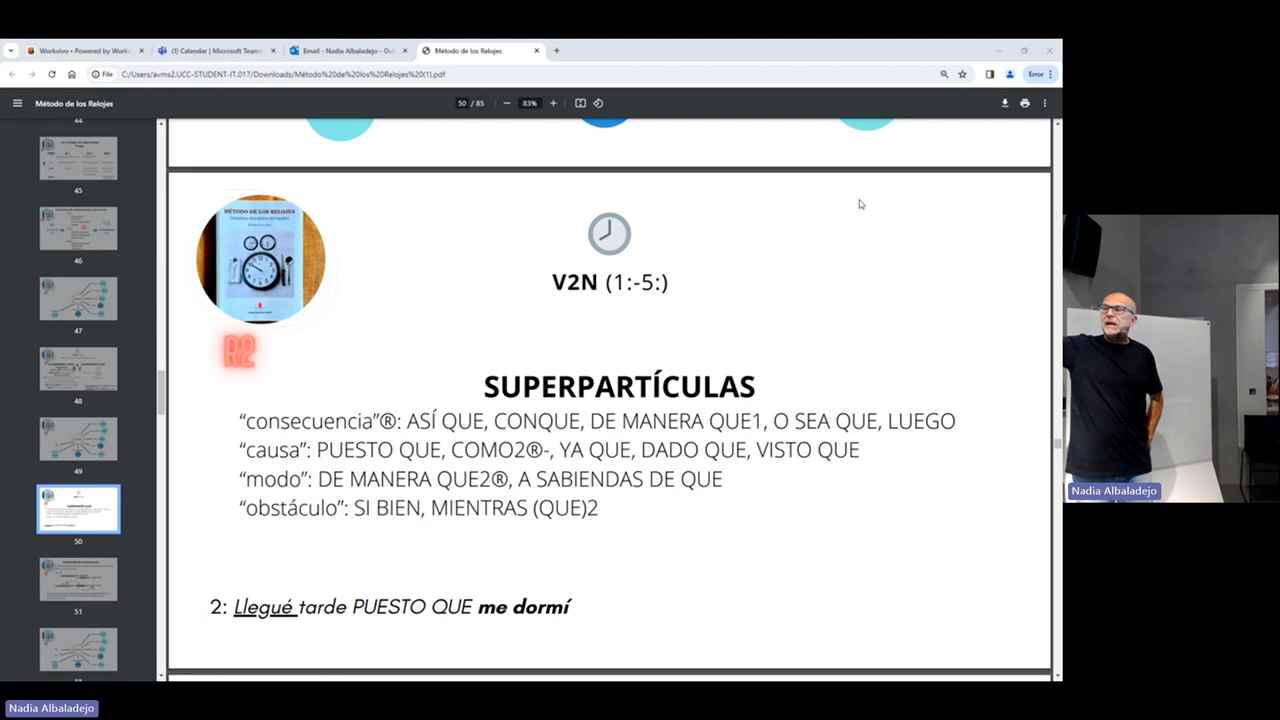 Workvivo • Powered by Work
(1) Calendar | Microsoft Teams
Email - Nadia Albaladejo - Ou
Método de los Relojes
File
C:/Users/avms2.UCC-STUDENT-IT.017/Downloads/Método%20de%20los%20Relojes%20(1).pdf
Error
Método de los Relojes
50 / 85
83%
44
45
46
47
48
49
50
51
MÉTODO DE LOS RELOJES
R2
V2N (1:-5:)
SUPERPARTÍCULAS
“consecuencia”®: ASÍ QUE, CONQUE, DE MANERA QUE1, O SEA QUE, LUEGO
“causa”: PUESTO QUE, COMO2®-, YA QUE, DADO QUE, VISTO QUE
“modo”: DE MANERA QUE2®, A SABIENDAS DE QUE
“obstáculo”: SI BIEN, MIENTRAS (QUE)2
2: Llegué tarde PUESTO QUE me dormí
Nadia Albaladejo
Nadia Albaladejo